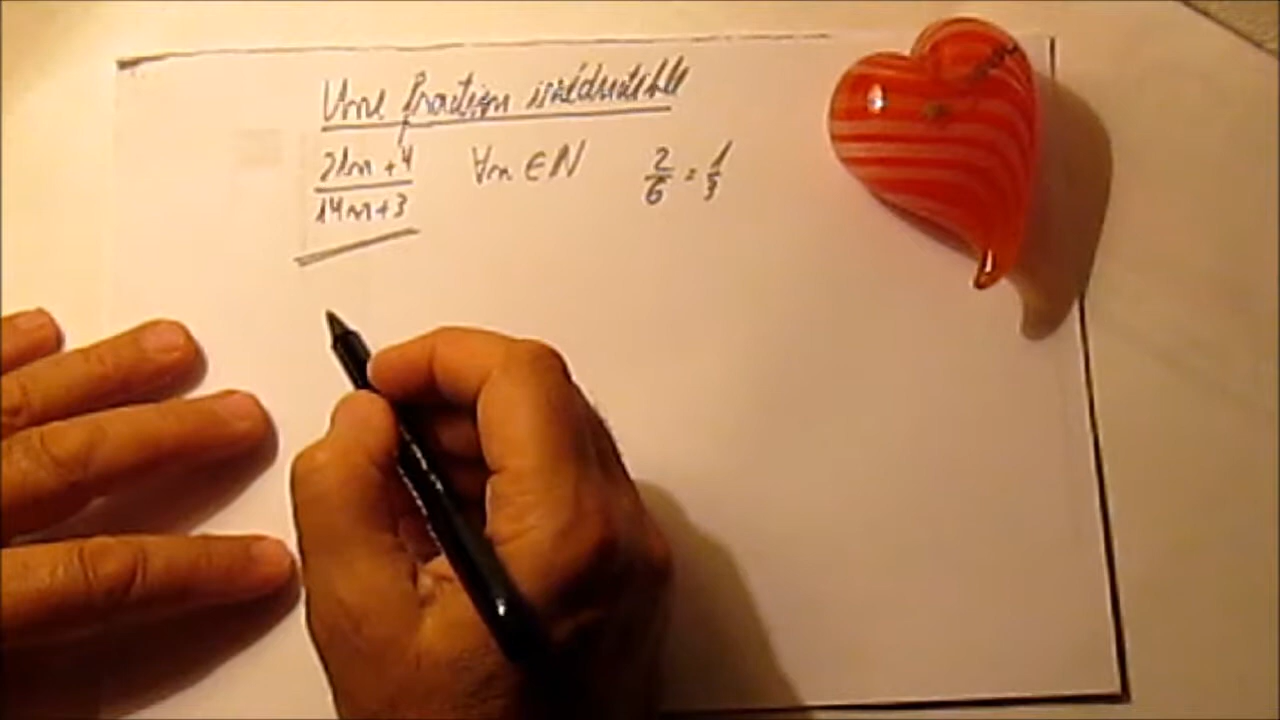 Une fraction irréductible
21n + 4 / 14n + 3 ∀n ∈ N 2/6 = 1/3